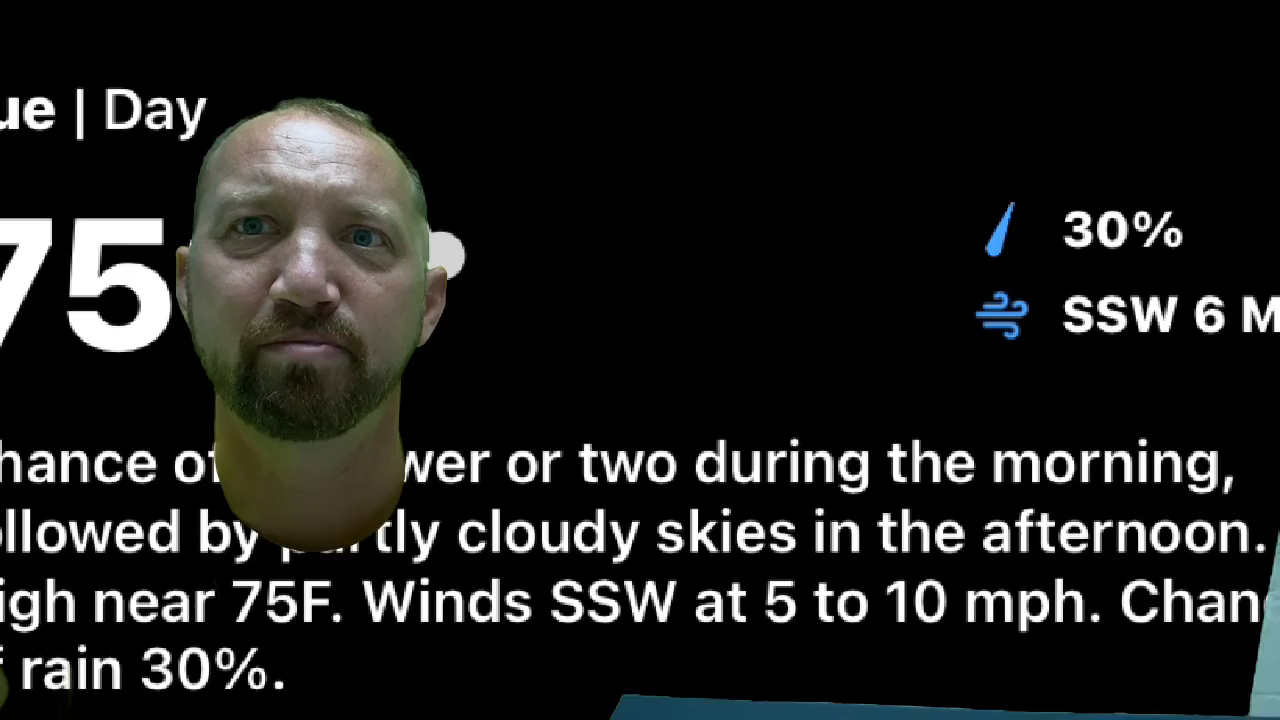 ue | Day
75
30%
SSW 6 M
hance of wer or two during the morning,
ollowed by partly cloudy skies in the afternoon.
igh near 75F. Winds SSW at 5 to 10 mph. Chan
f rain 30%.